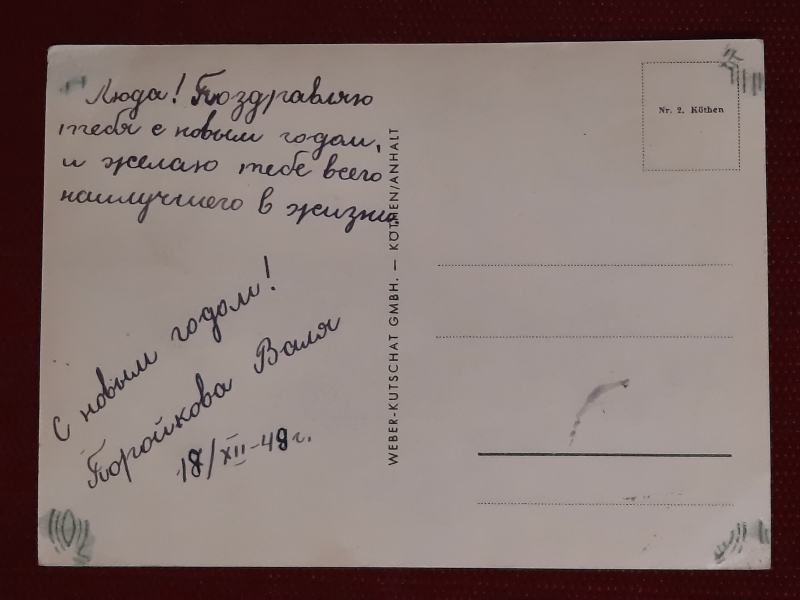 Люда! Поздравляю
тебя с новым годом,
и желаю тебе всего
наилучшего в жизни.
С новым годом!
Поройкова Валя
18/XII-48г.
WEBER-KUTSCHAT GMBH. — KÖTHEN/ANHALT
Nr. 2. Köthen